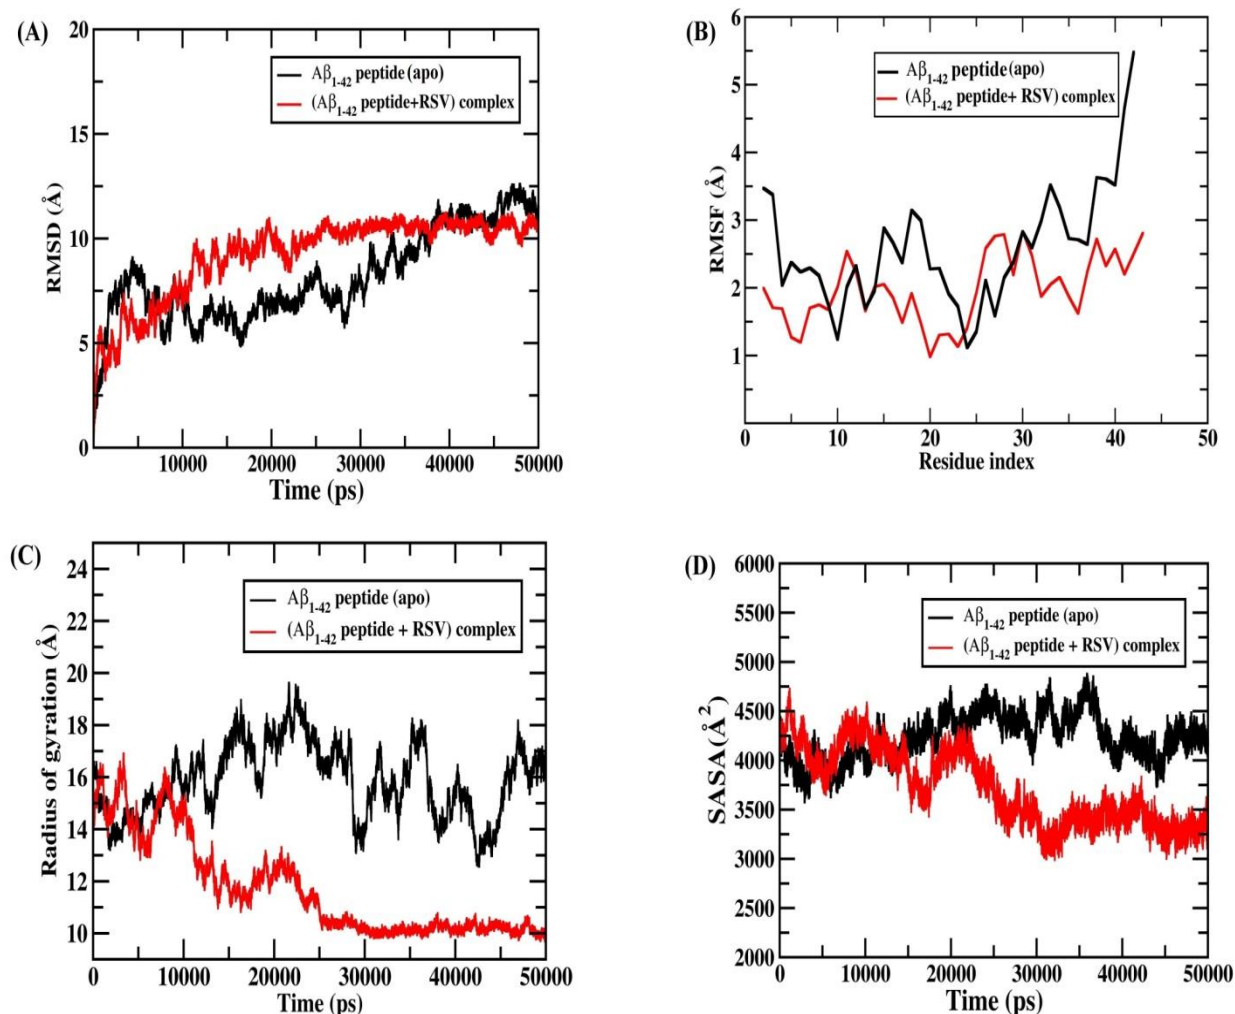 (A)
20
15
10
5
0
RMSD (Å)
Aβ1-42 peptide (apo)
(Aβ1-42 peptide+RSV) complex
0 10000 20000 30000 40000 50000
Time (ps)
(B)
6
5
4
3
2
1
RMSF (Å)
Aβ1-42 peptide (apo)
(Aβ1-42 peptide+ RSV) complex
0 10 20 30 40 50
Residue index
(C)
24
22
20
18
16
14
12
10
Radius of gyration (Å)
Aβ1-42 peptide (apo)
(Aβ1-42 peptide + RSV) complex
0 10000 20000 30000 40000 50000
Time (ps)
(D)
6000
5500
5000
4500
4000
3500
3000
2500
2000
SASA(Å²)
Aβ1-42 peptide (apo)
(Aβ1-42 peptide + RSV) complex
0 10000 20000 30000 40000 50000
Time (ps)